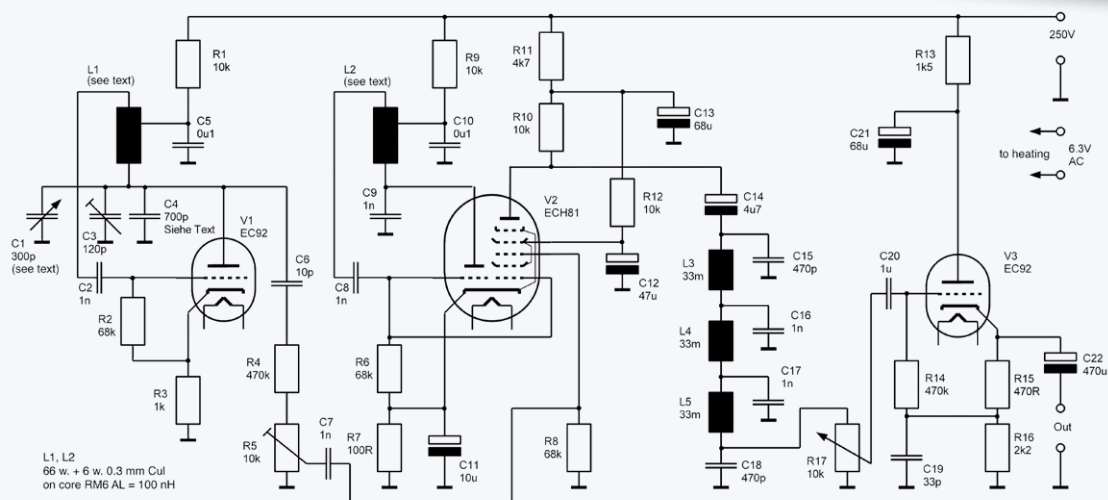 R1
10k
L1
(see text)
C5
0u1
C1
300p
(see text)
C3
120p
C4
700p
Siehe Text
V1
EC92
C2
1n
R2
68k
R3
1k
C6
10p
R4
470k
R5
10k
C7
1n
L1, L2
66 w. + 6 w. 0.3 mm Cul
on core RM6 AL = 100 nH
L2
(see text)
R9
10k
C10
0u1
C9
1n
C8
1n
R6
68k
R7
100R
C11
10u
V2
ECH81
R11
4k7
R10
10k
C13
68u
R12
10k
C12
47u
R8
68k
C14
4u7
L3
33m
C15
470p
L4
33m
C16
1n
L5
33m
C17
1n
C18
470p
R17
10k
C20
1u
C21
68u
R13
1k5
V3
EC92
R14
470k
R15
470R
C19
33p
R16
2k2
C22
470u
Out
250V
to heating
6.3V
AC